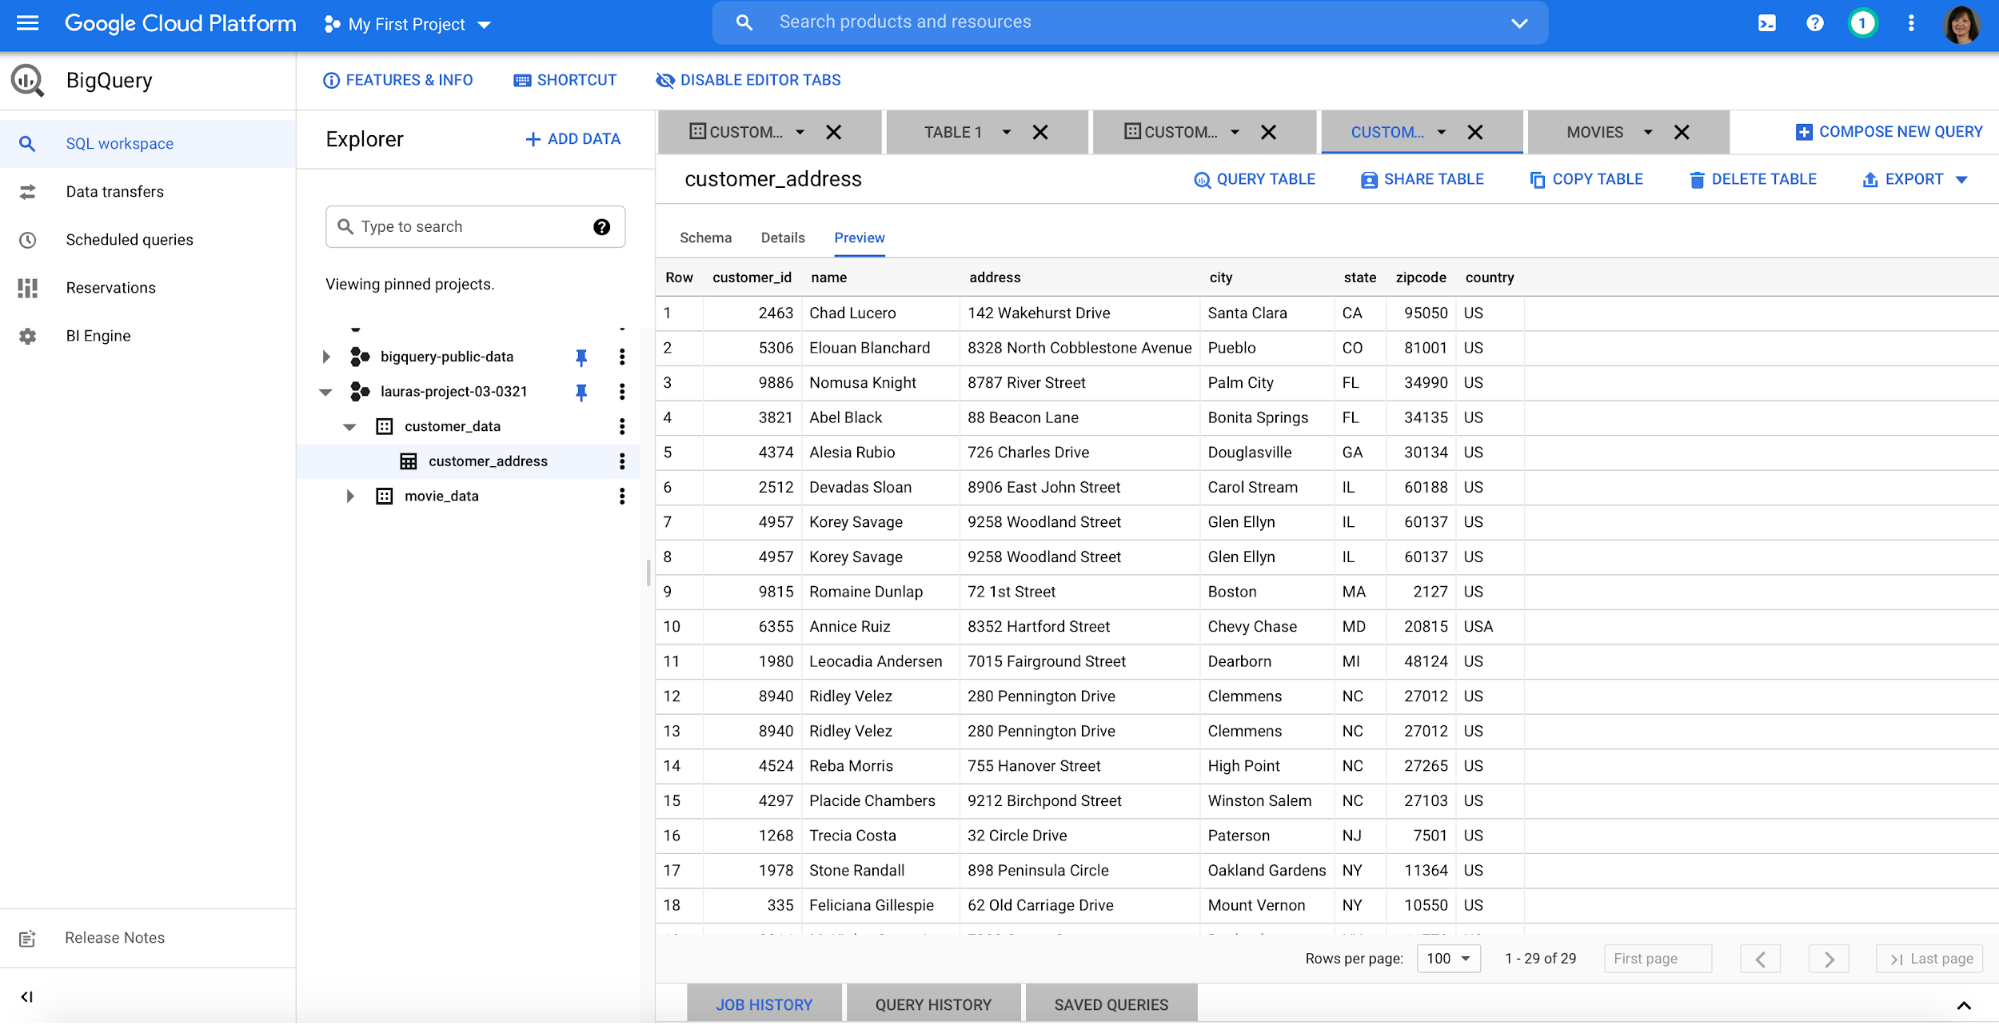 Google Cloud Platform My First Project Search products and resources 1
BigQuery FEATURES & INFO SHORTCUT DISABLE EDITOR TABS
SQL workspace
Data transfers
Scheduled queries
Reservations
BI Engine
Release Notes
Explorer ADD DATA
Type to search
Viewing pinned projects.
bigquery-public-data
lauras-project-03-0321
customer_data
customer_address
movie_data
CUSTOM... TABLE 1 CUSTOM... CUSTOM... MOVIES COMPOSE NEW QUERY
customer_address QUERY TABLE SHARE TABLE COPY TABLE DELETE TABLE EXPORT
Schema Details Preview
Row customer_id name address city state zipcode country
1 2463 Chad Lucero 142 Wakehurst Drive Santa Clara CA 95050 US
2 5306 Elouan Blanchard 8328 North Cobblestone Avenue Pueblo CO 81001 US
3 9886 Nomusa Knight 8787 River Street Palm City FL 34990 US
4 3821 Abel Black 88 Beacon Lane Bonita Springs FL 34135 US
5 4374 Alesia Rubio 726 Charles Drive Douglasville GA 30134 US
6 2512 Devadas Sloan 8906 East John Street Carol Stream IL 60188 US
7 4957 Korey Savage 9258 Woodland Street Glen Ellyn IL 60137 US
8 4957 Korey Savage 9258 Woodland Street Glen Ellyn IL 60137 US
9 9815 Romaine Dunlap 72 1st Street Boston MA 2127 US
10 6355 Annice Ruiz 8352 Hartford Street Chevy Chase MD 20815 USA
11 1980 Leocadia Andersen 7015 Fairground Street Dearborn MI 48124 US
12 8940 Ridley Velez 280 Pennington Drive Clemmens NC 27012 US
13 8940 Ridley Velez 280 Pennington Drive Clemmens NC 27012 US
14 4524 Reba Morris 755 Hanover Street High Point NC 27265 US
15 4297 Placide Chambers 9212 Birchpond Street Winston Salem NC 27103 US
16 1268 Trecia Costa 32 Circle Drive Paterson NJ 7501 US
17 1978 Stone Randall 898 Peninsula Circle Oakland Gardens NY 11364 US
18 335 Feliciana Gillespie 62 Old Carriage Drive Mount Vernon NY 10550 US
Rows per page: 100 1 - 29 of 29 First page Last page
JOB HISTORY QUERY HISTORY SAVED QUERIES